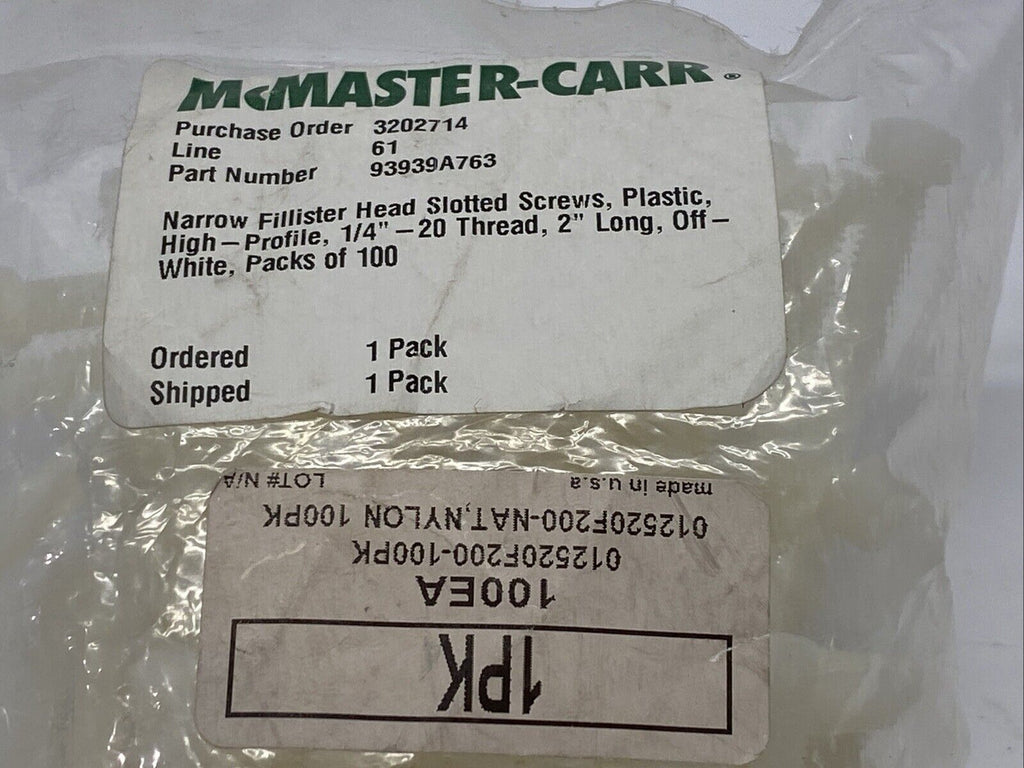 McMASTER-CARR®
Purchase Order 3202714
Line 61
Part Number 93939A763
Narrow Fillister Head Slotted Screws, Plastic,
High-Profile, 1/4"-20 Thread, 2" Long, Off-
White, Packs of 100
Ordered 1 Pack
Shipped 1 Pack
1PK
100EA
012520F200-100PK
012520F200-NAT,NYLON 100PK
made in u.s.a LOT# N/A